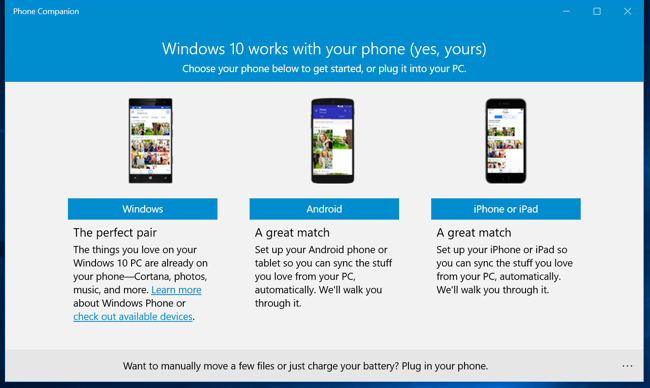 Phone Companion
Windows 10 works with your phone (yes, yours)
Choose your phone below to get started, or plug it into your PC.
Windows
The perfect pair
The things you love on your
Windows 10 PC are already on
your phone—Cortana, photos,
music, and more. Learn more
about Windows Phone or
check out available devices.
Android
A great match
Set up your Android phone or
tablet so you can sync the stuff
you love from your PC,
automatically. We'll walk you
through it.
iPhone or iPad
A great match
Set up your iPhone or iPad so
you can sync the stuff you love
from your PC, automatically.
We'll walk you through it.
Want to manually move a few files or just charge your battery? Plug in your phone.